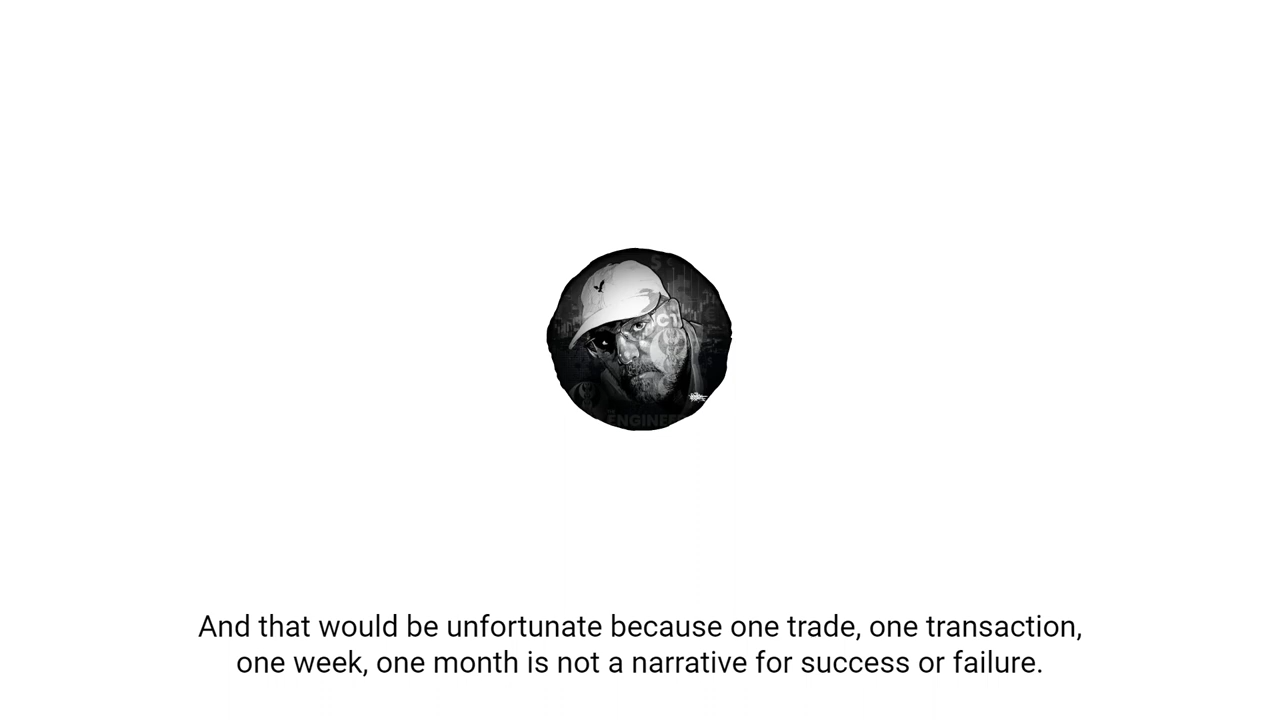 ENGINEE
And that would be unfortunate because one trade, one transaction,
one week, one month is not a narrative for success or failure.